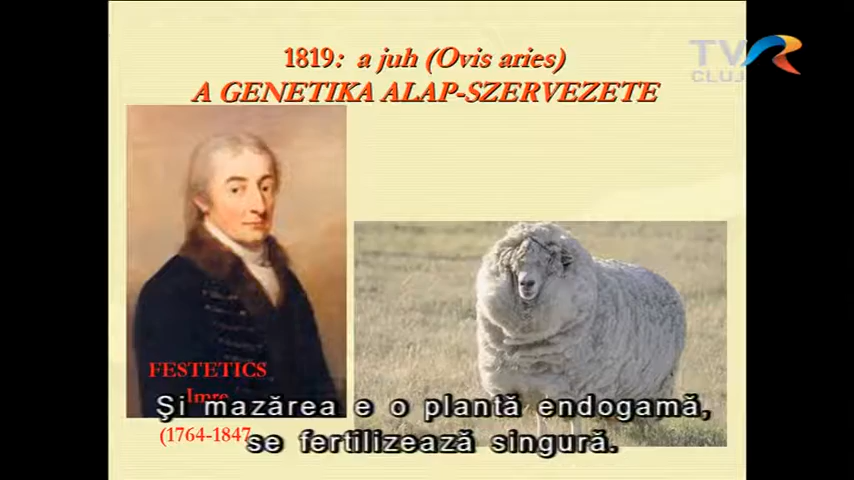 1819: a juh (Ovis aries)
A GENETIKA ALAP-SZERVEZETE
TVR
CLUJ
FESTETICS
Imre
(1764-1847
Și mazărea e o plantă endogamă,
se fertilizează singură.